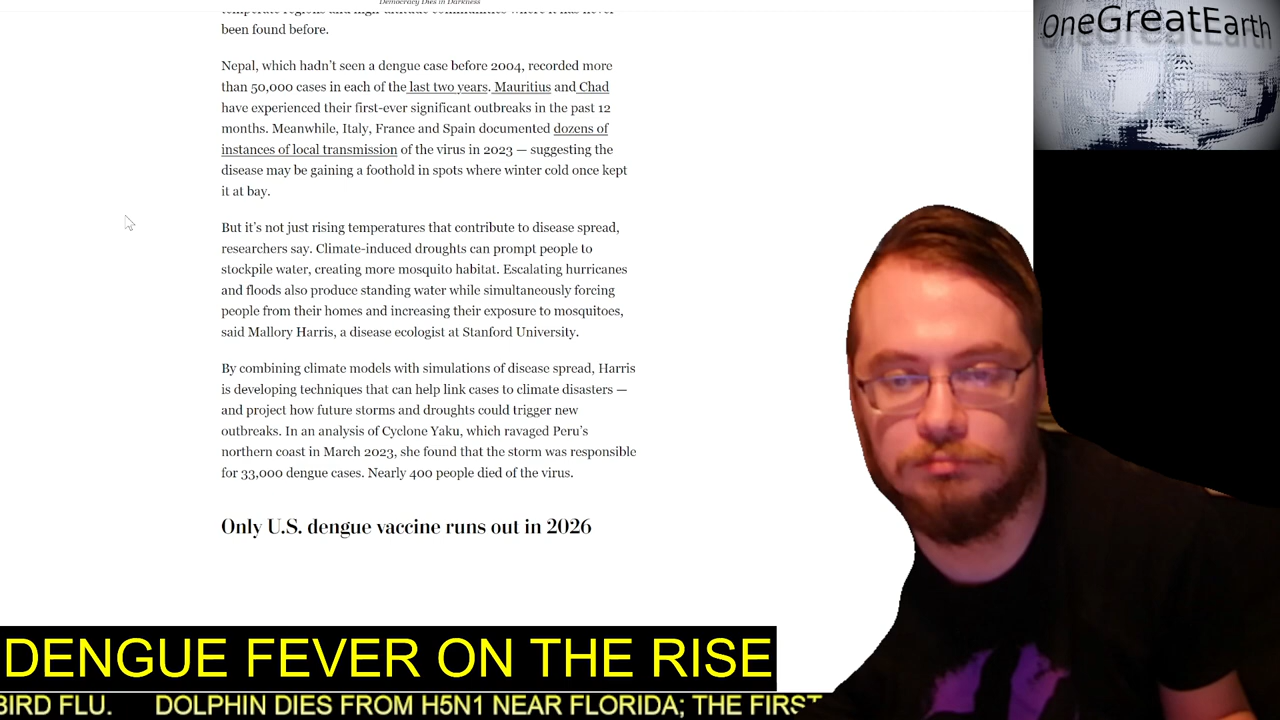 Democracy Dies in Darkness
temperate regions and high-altitude communities where it has never
been found before.
Nepal, which hadn’t seen a dengue case before 2004, recorded more
than 50,000 cases in each of the last two years. Mauritius and Chad
have experienced their first-ever significant outbreaks in the past 12
months. Meanwhile, Italy, France and Spain documented dozens of
instances of local transmission of the virus in 2023 — suggesting the
disease may be gaining a foothold in spots where winter cold once kept
it at bay.
But it’s not just rising temperatures that contribute to disease spread,
researchers say. Climate-induced droughts can prompt people to
stockpile water, creating more mosquito habitat. Escalating hurricanes
and floods also produce standing water while simultaneously forcing
people from their homes and increasing their exposure to mosquitoes,
said Mallory Harris, a disease ecologist at Stanford University.
By combining climate models with simulations of disease spread, Harris
is developing techniques that can help link cases to climate disasters —
and project how future storms and droughts could trigger new
outbreaks. In an analysis of Cyclone Yaku, which ravaged Peru’s
northern coast in March 2023, she found that the storm was responsible
for 33,000 dengue cases. Nearly 400 people died of the virus.
Only U.S. dengue vaccine runs out in 2026
OneGreatEarth
DENGUE FEVER ON THE RISE
BIRD FLU. DOLPHIN DIES FROM H5N1 NEAR FLORIDA; THE FIRST